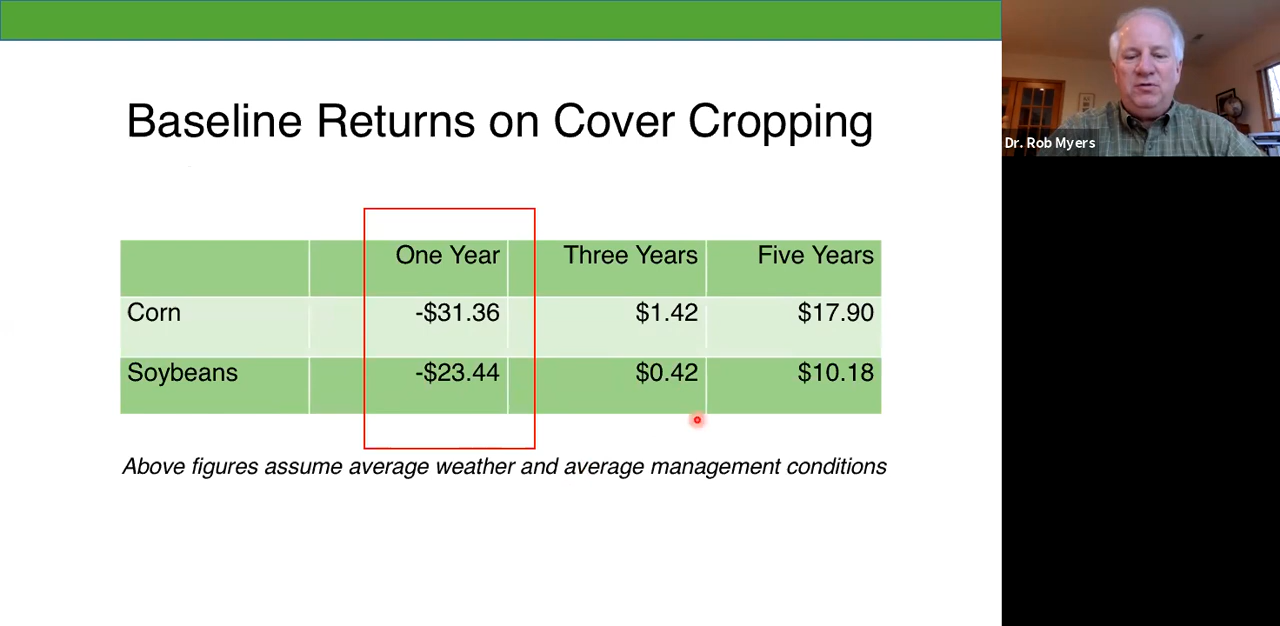 Baseline Returns on Cover Cropping
One Year Three Years Five Years
Corn -$31.36 $1.42 $17.90
Soybeans -$23.44 $0.42 $10.18
Above figures assume average weather and average management conditions
Dr. Rob Myers